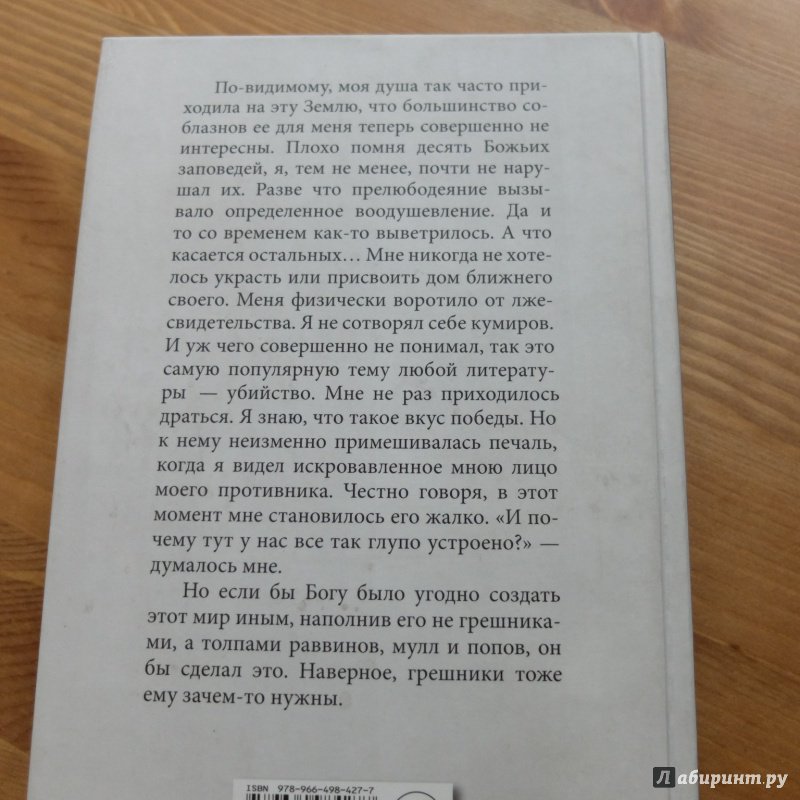 По-видимому, моя душа так часто при-
ходила на эту Землю, что большинство со-
блазнов ее для меня теперь совершенно не
интересны. Плохо помня десять Божьих
заповедей, я, тем не менее, почти не нару-
шал их. Разве что прелюбодеяние вызы-
вало определенное воодушевление. Да и
то со временем как-то выветрилось. А что
касается остальных… Мне никогда не хоте-
лось украсть или присвоить дом ближнего
своего. Меня физически воротило от лже-
свидетельства. Я не сотворял себе кумиров.
И уж чего совершенно не понимал, так это
самую популярную тему любой литерату-
ры — убийство. Мне не раз приходилось
драться. Я знаю, что такое вкус победы. Но
к нему неизменно примешивалась печаль,
когда я видел искровавленное мною лицо
моего противника. Честно говоря, в этот
момент мне становилось его жалко. «И по-
чему тут у нас все так глупо устроено?» —
думалось мне.
Но если бы Богу было угодно создать
этот мир иным, наполнив его не грешника-
ми, а толпами раввинов, мулл и попов, он
бы сделал это. Наверное, грешники тоже
ему зачем-то нужны.
ISBN 978-966-498-427-7
Лабиринт.ру